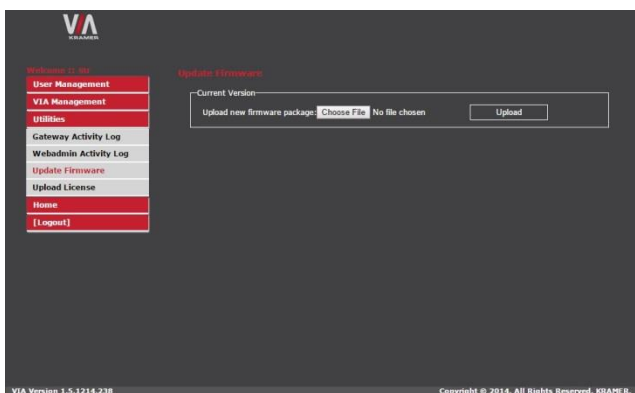 VIA
KRAMER
Update Firmware
User Management
Current Version
VIA Management
Upload new firmware package: Choose File No file chosen Upload
Utilities
Gateway Activity Log
Webadmin Activity Log
Update Firmware
Upload License
Home
[Logout]
VIA Version 1.5.1214.238 Copyright © 2014. All Rights Reserved. KRAMER.